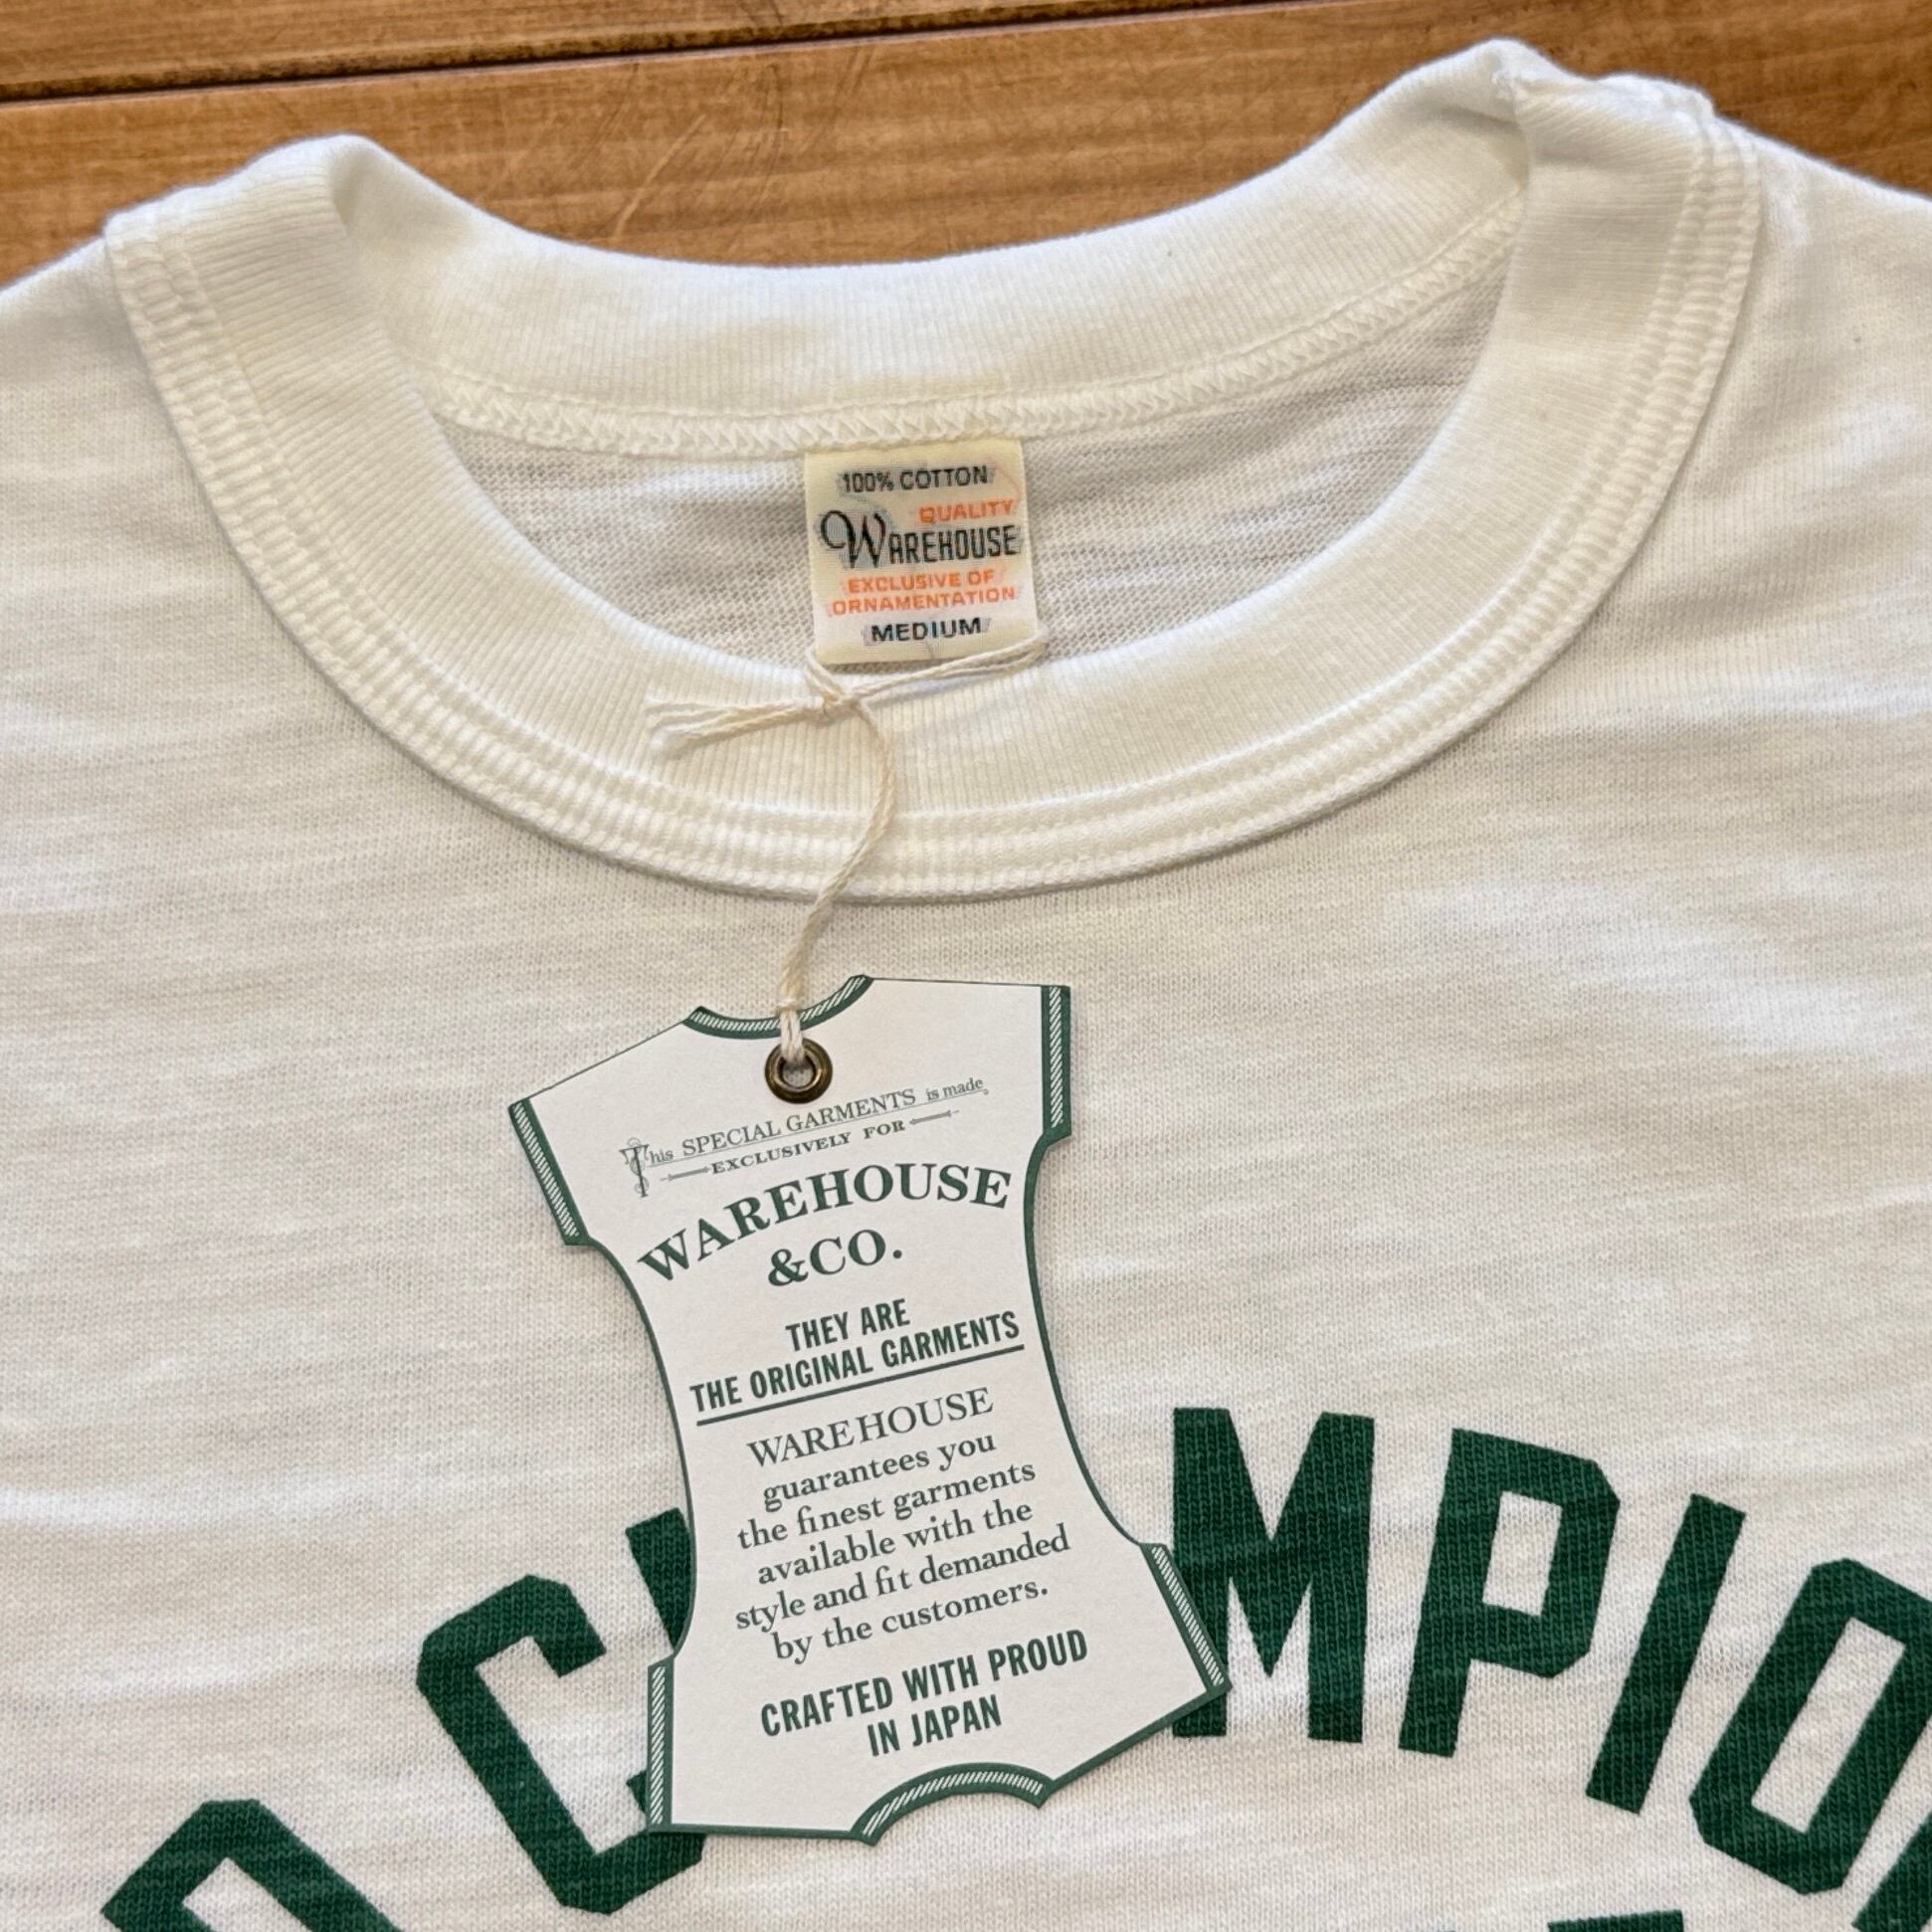 100% COTTON
QUALITY
WAREHOUSE
EXCLUSIVE OF
ORNAMENTATION
MEDIUM
This SPECIAL GARMENTS is made
EXCLUSIVELY FOR
WAREHOUSE
&CO.
THEY ARE
THE ORIGINAL GARMENTS
WAREHOUSE
guarantees you
the finest garments
available with the
style and fit demanded
by the customers.
CRAFTED WITH PROUD
IN JAPAN